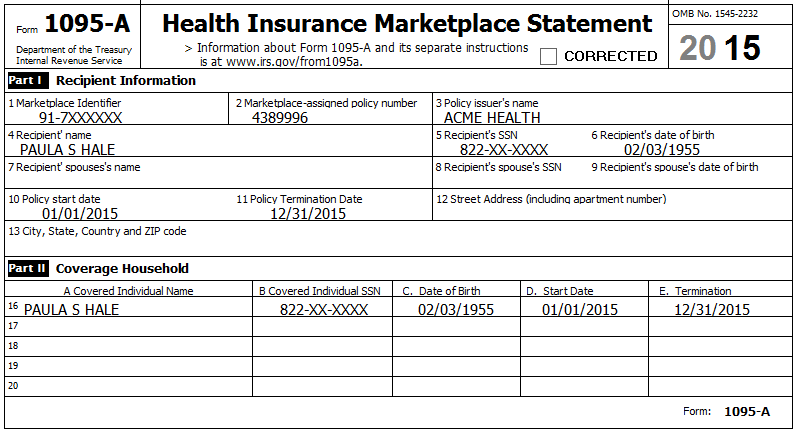 Form 1095-A
Department of the Treasury
Internal Revenue Service
Health Insurance Marketplace Statement
> Information about Form 1095-A and its separate instructions
is at www.irs.gov/from1095a.
CORRECTED
OMB No. 1545-2232
2015
Part I Recipient Information
1 Marketplace Identifier 2 Marketplace-assigned policy number 3 Policy issuer's name
91-7XXXXXX 4389996 ACME HEALTH
4 Recipient' name 5 Recipient's SSN 6 Recipient's date of birth
PAULA S HALE 822-XX-XXXX 02/03/1955
7 Recipient' spouses's name 8 Recipient's spouse's SSN 9 Recipient's spouse's date of birth
10 Policy start date 11 Policy Termination Date 12 Street Address (including apartment number)
01/01/2015 12/31/2015
13 City, State, Country and ZIP code
Part II Coverage Household
A Covered Individual Name B Covered Individual SSN C. Date of Birth D. Start Date E. Termination
16 PAULA S HALE 822-XX-XXXX 02/03/1955 01/01/2015 12/31/2015
17
18
19
20
Form: 1095-A